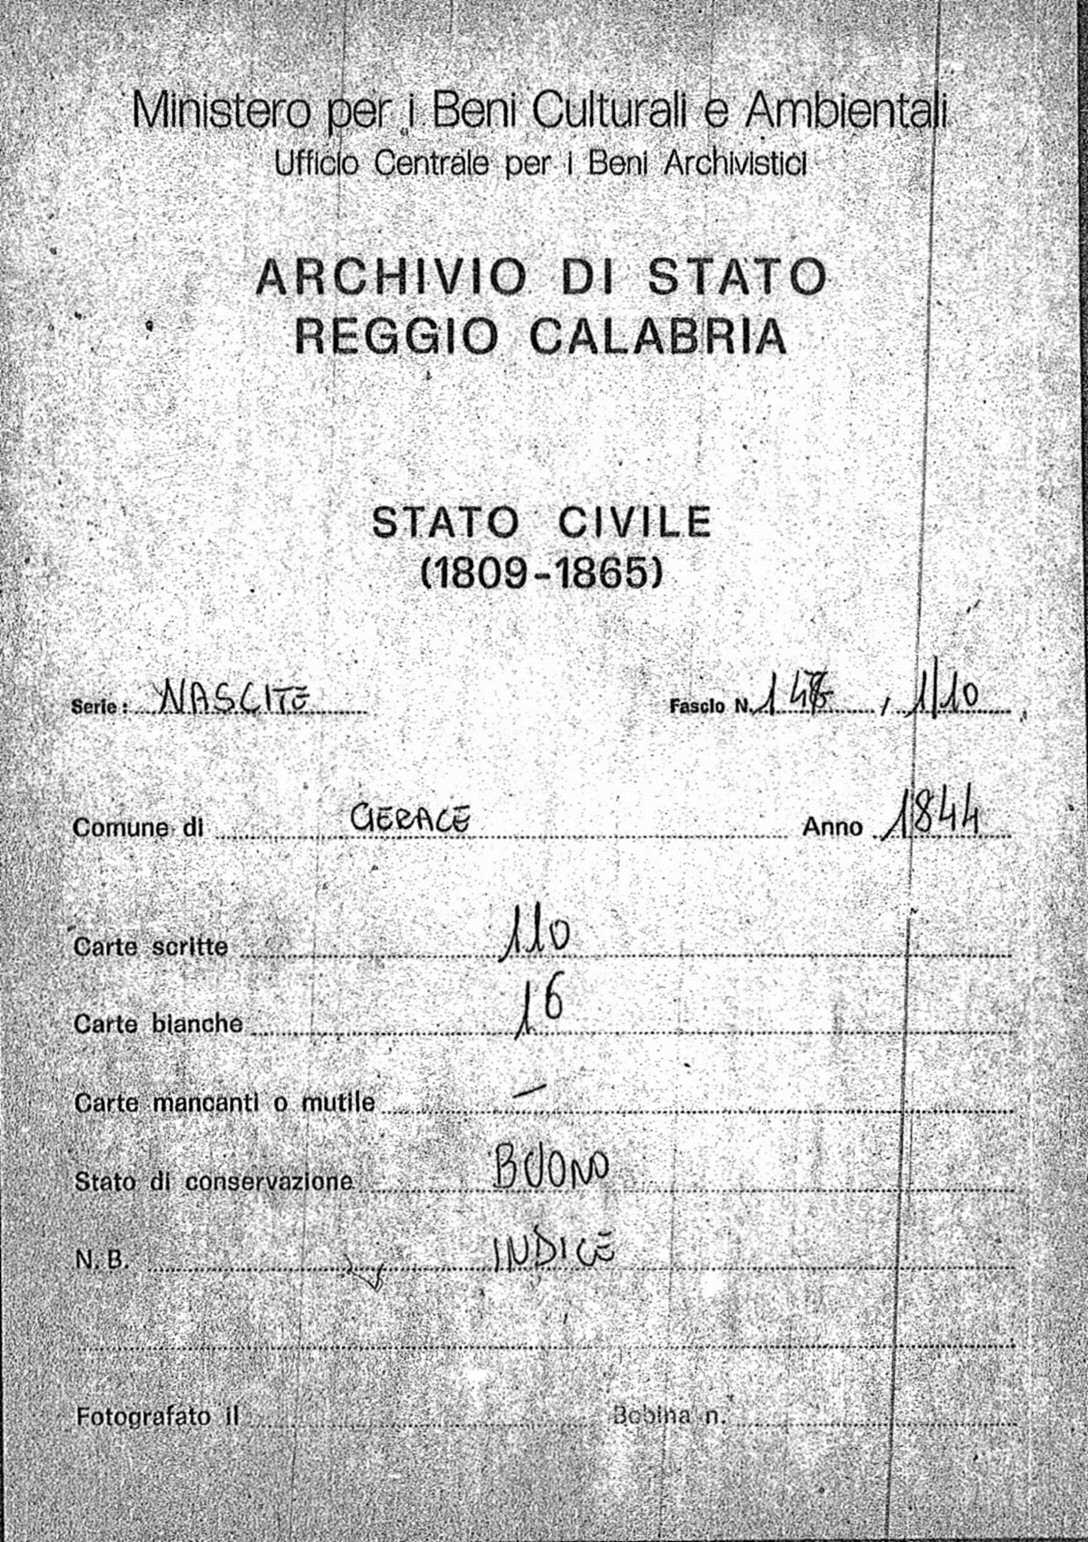 Ministero per i Beni Culturali e Ambientali
Ufficio Centrale per i Beni Archivistici
ARCHIVIO DI STATO
REGGIO CALABRIA
STATO CIVILE
(1809-1865)
Serie: NASCITE Fascio N. , 1/10
Comune di GERACE Anno 1844
Carte scritte 110
Carte bianche 16
Carte mancanti o mutile —
Stato di conservazione BUONO
N. B. INDICE
Fotografato il Bobina n.